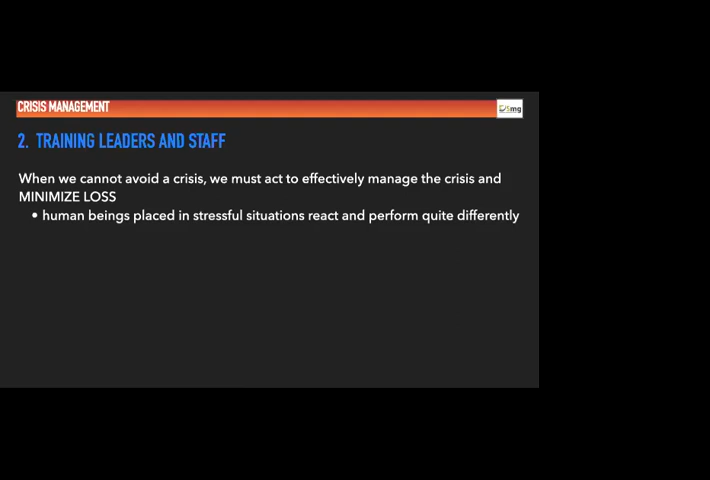 CRISIS MANAGEMENT
5mg
2. TRAINING LEADERS AND STAFF
When we cannot avoid a crisis, we must act to effectively manage the crisis and
MINIMIZE LOSS
• human beings placed in stressful situations react and perform quite differently